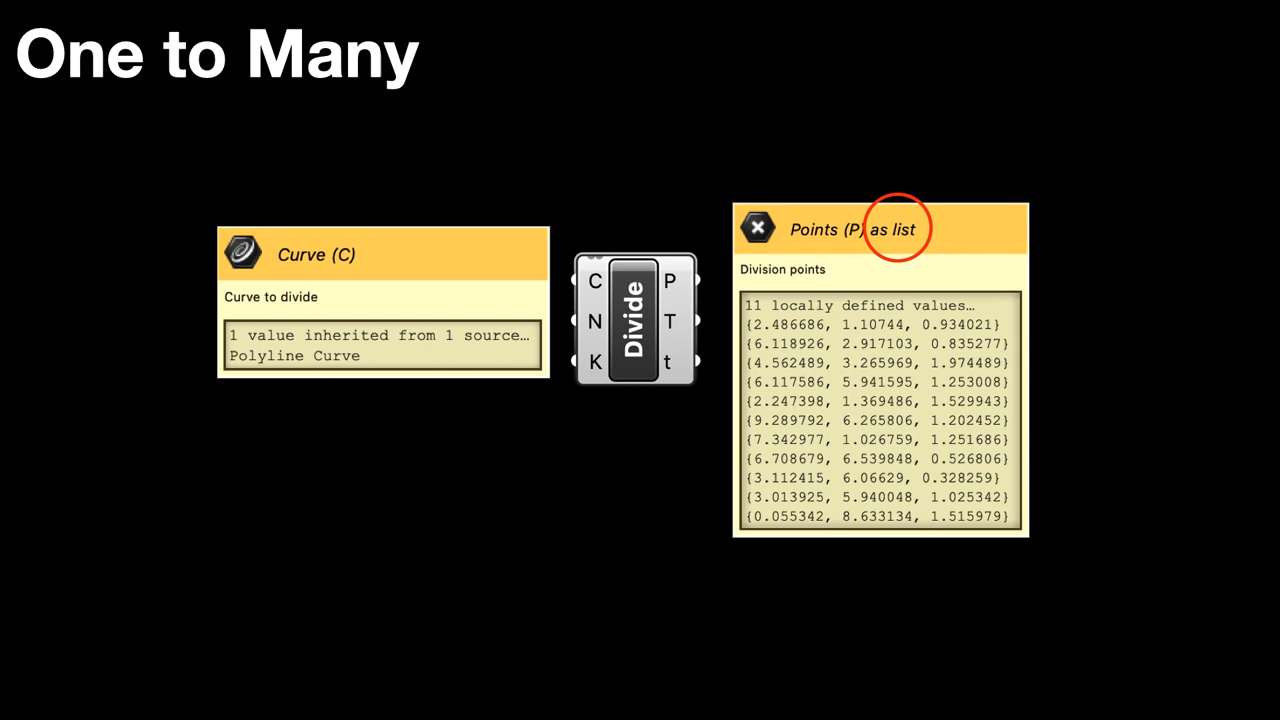 One to Many
Curve (C)
Curve to divide
1 value inherited from 1 source…
Polyline Curve
C
N
K
Divide
P
T
t
Points (P) as list
Division points
11 locally defined values…
{2.486686, 1.10744, 0.934021}
{6.118926, 2.917103, 0.835277}
{4.562489, 3.265969, 1.974489}
{6.117586, 5.941595, 1.253008}
{2.247398, 1.369486, 1.529943}
{9.289792, 6.265806, 1.202452}
{7.342977, 1.026759, 1.251686}
{6.708679, 6.539848, 0.526806}
{3.112415, 6.06629, 0.328259}
{3.013925, 5.940048, 1.025342}
{0.055342, 8.633134, 1.515979}